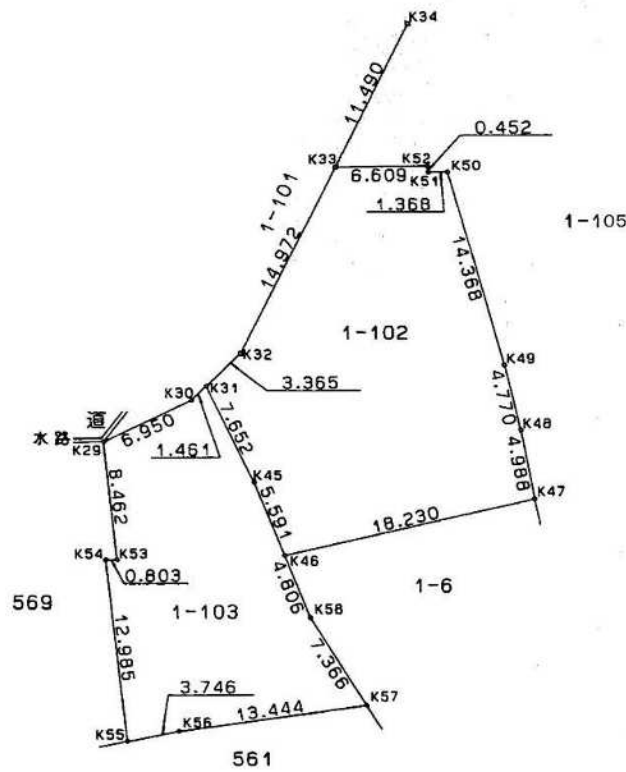 K34
11.490
K33
6.609
K52
0.452
K51
K50
1.368
1-101
14.972
14.368
1-105
1-102
K32
3.365
K49
4.770
K48
4.988
K47
K30
K31
道
水路
K29
6.950
1.461
7.652
K45
5.591
18.230
K46
8.462
K54
K53
0.803
4.806
1-6
K58
569
1-103
12.985
7.366
3.746
13.444
K57
K56
K55
561